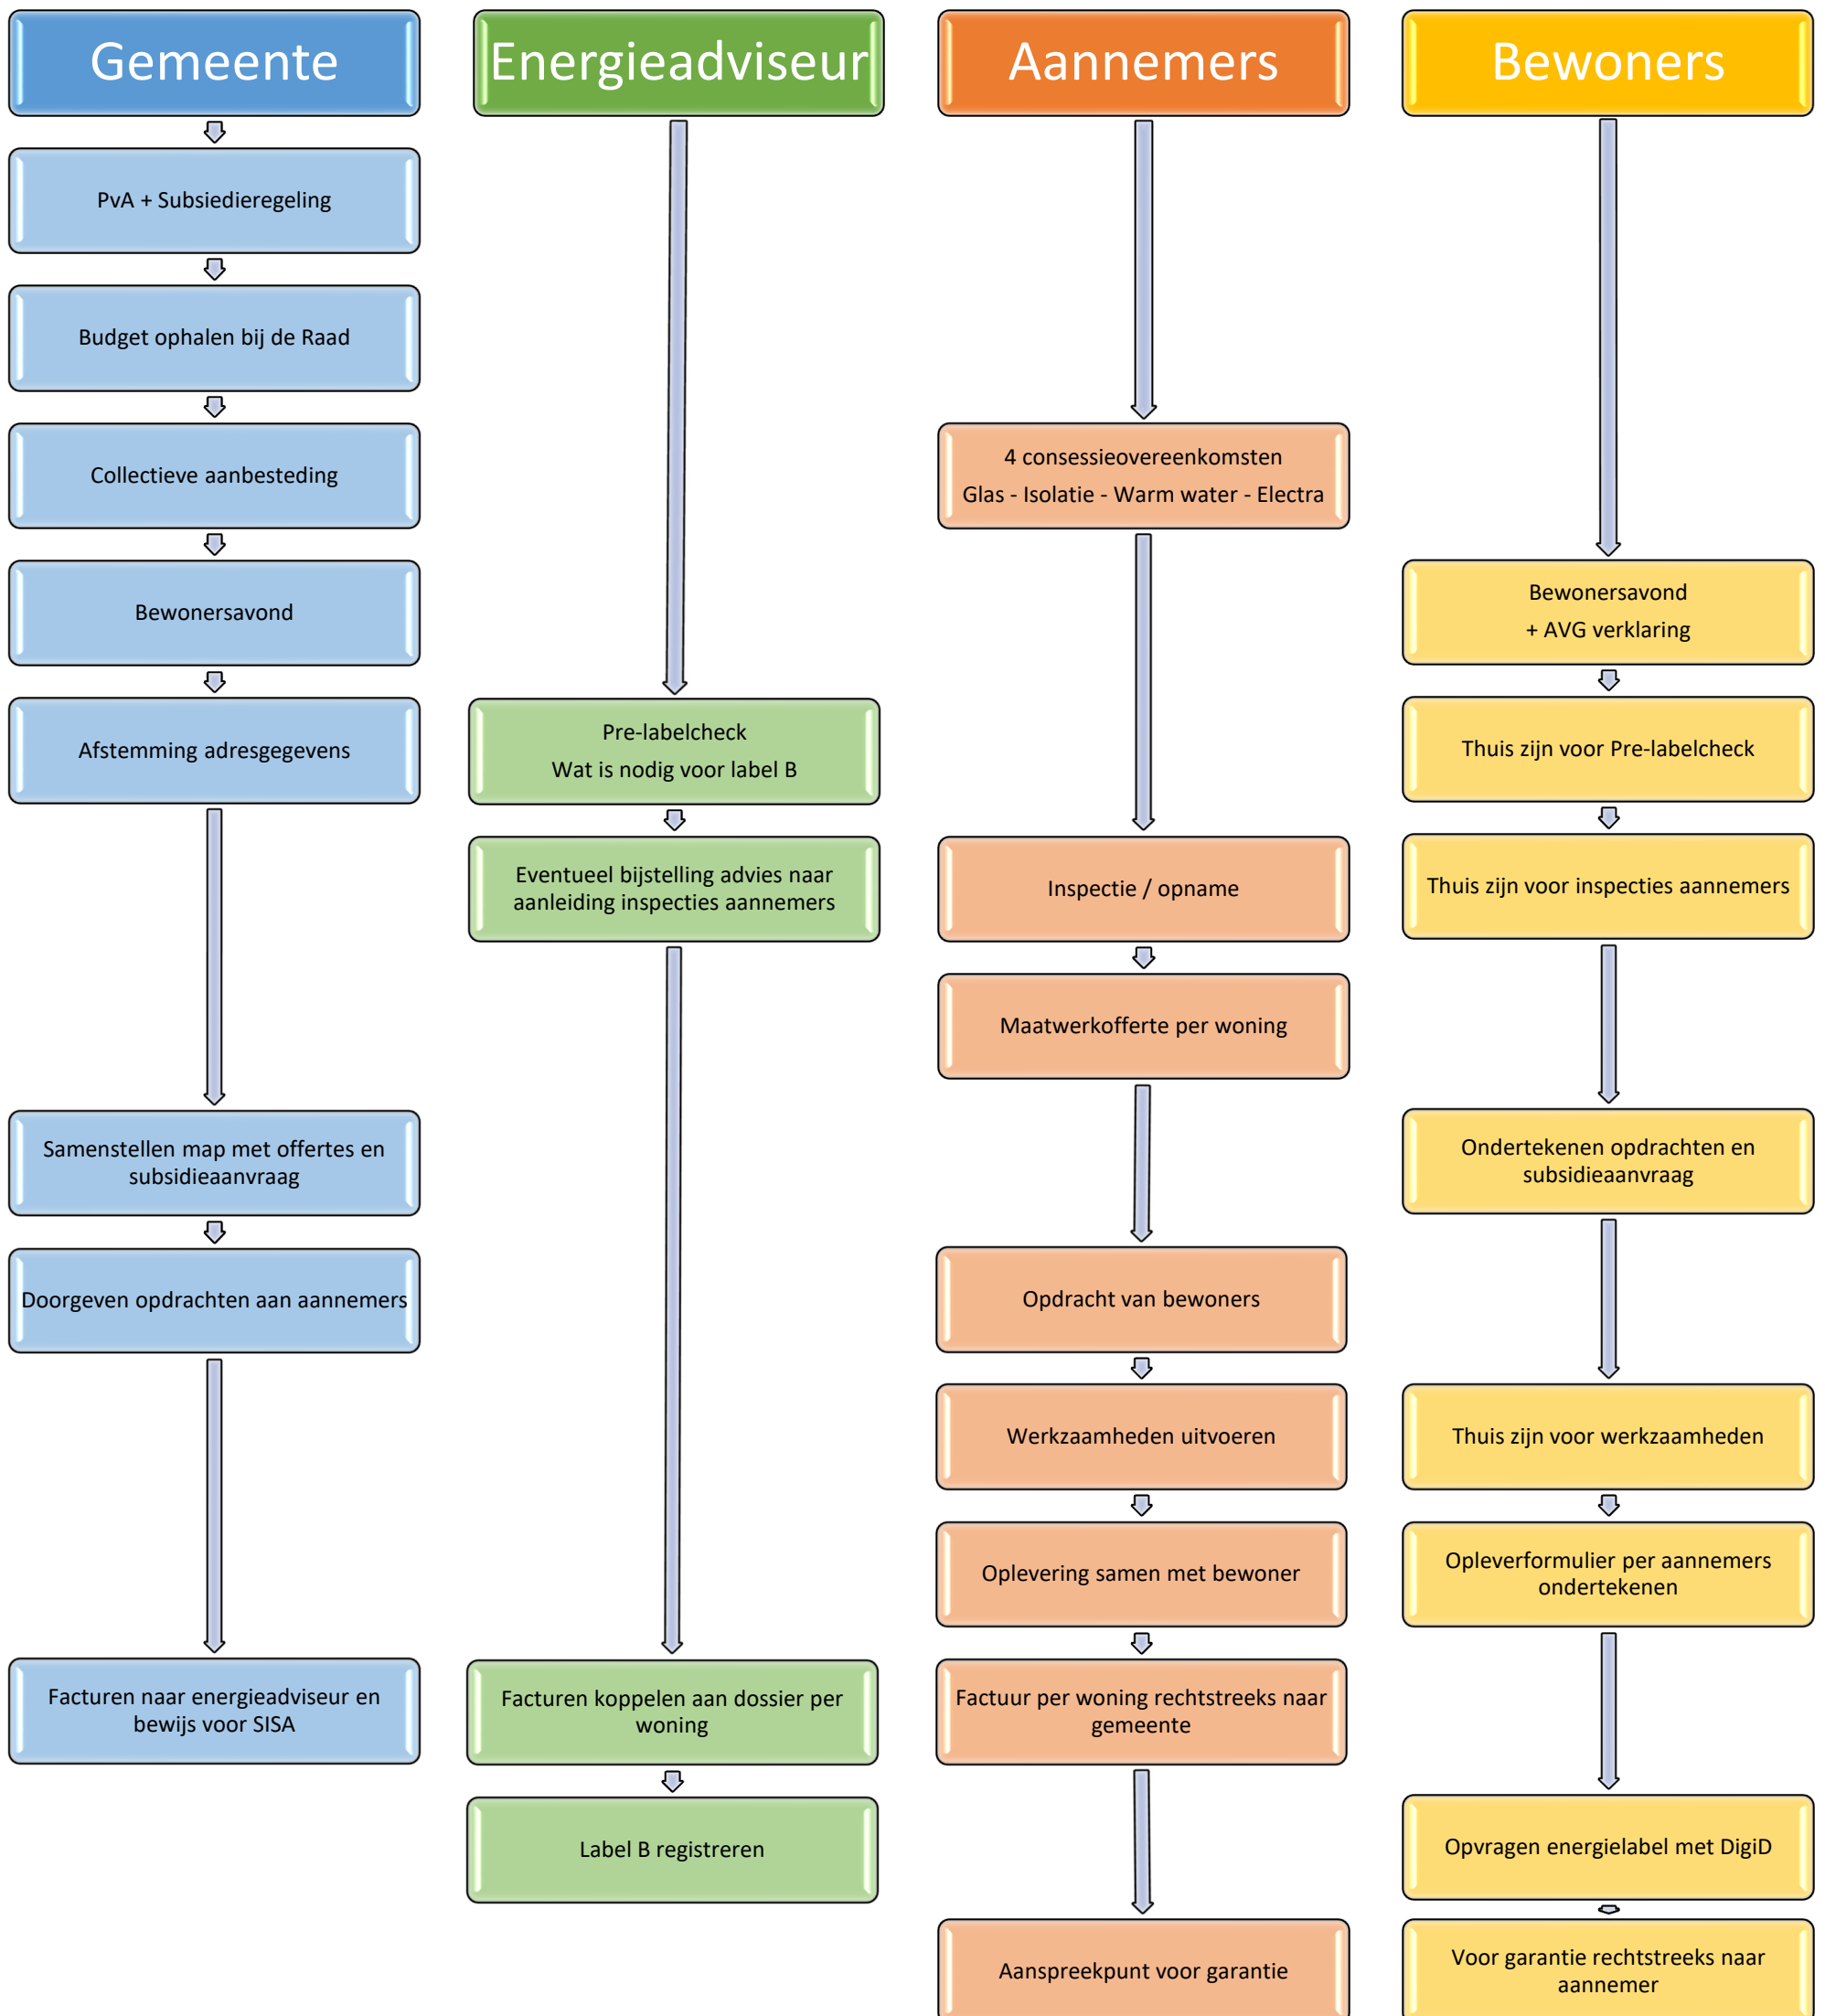 Gemeente
PvA + Subsiedieregeling
Budget ophalen bij de Raad
Collectieve aanbesteding
Bewonersavond
Afstemming adresgegevens
Samenstellen map met offertes en
subsidieaanvraag
Doorgeven opdrachten aan aannemers
Facturen naar energieadviseur en
bewijs voor SISA
Energieadviseur
Pre-labelcheck
Wat is nodig voor label B
Eventueel bijstelling advies naar
aanleiding inspecties aannemers
Facturen koppelen aan dossier per
woning
Label B registreren
Aannemers
4 consessieovereenkomsten
Glas - Isolatie - Warm water - Electra
Inspectie / opname
Maatwerkofferte per woning
Opdracht van bewoners
Werkzaamheden uitvoeren
Oplevering samen met bewoner
Factuur per woning rechtstreeks naar
gemeente
Aanspreekpunt voor garantie
Bewoners
Bewonersavond
+ AVG verklaring
Thuis zijn voor Pre-labelcheck
Thuis zijn voor inspecties aannemers
Ondertekenen opdrachten en
subsidieaanvraag
Thuis zijn voor werkzaamheden
Opleverformulier per aannemers
ondertekenen
Opvragen energielabel met DigiD
Voor garantie rechtstreeks naar
aannemer